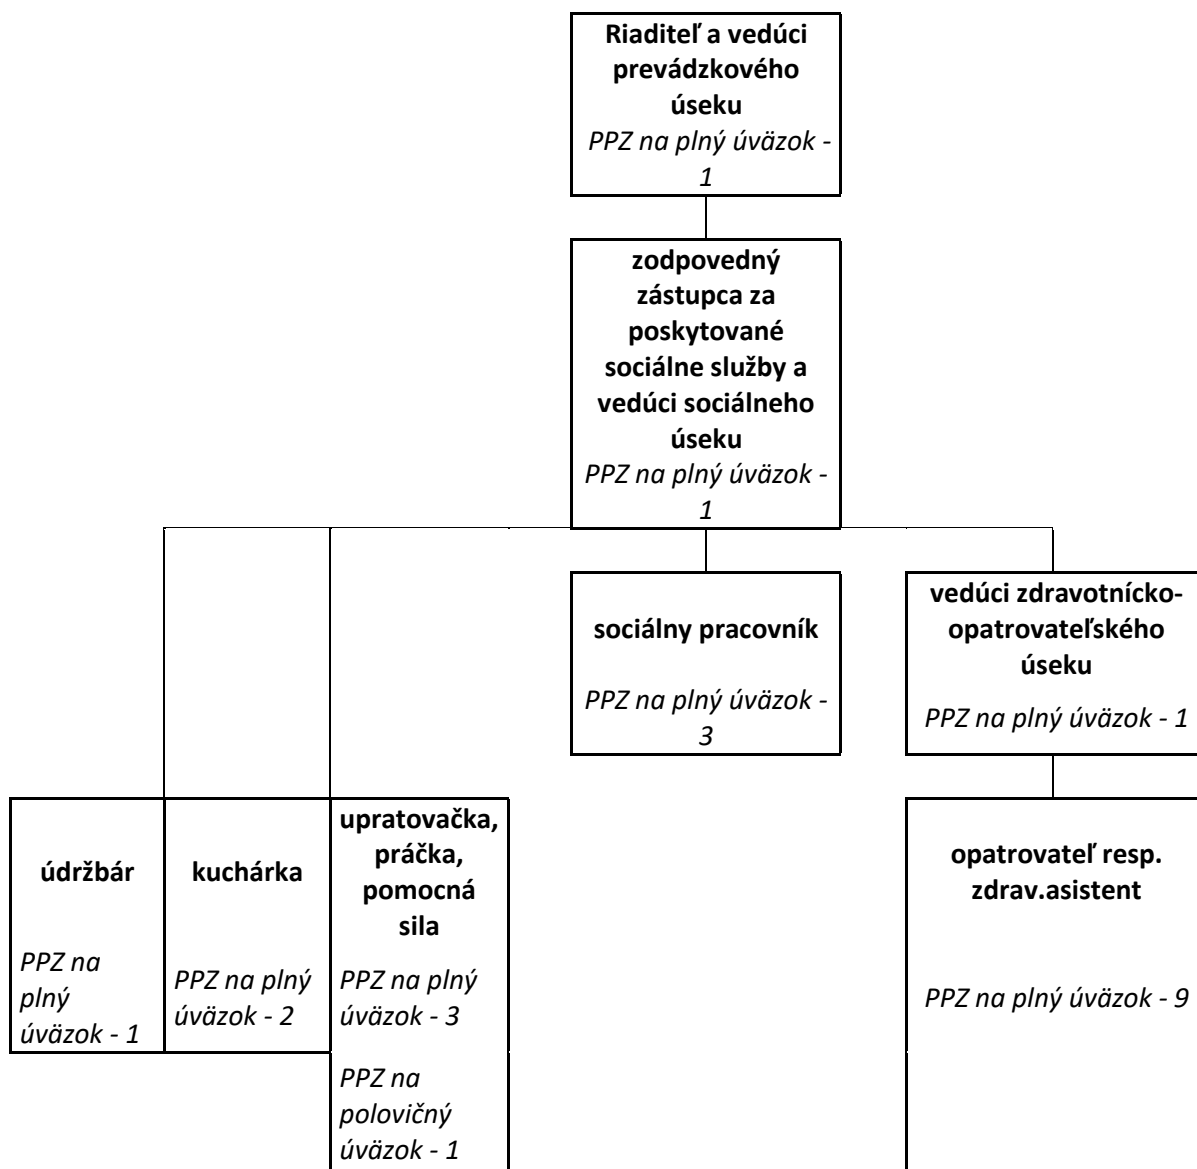 Riaditeľ a vedúci
prevádzkového
úseku
PPZ na plný úväzok -
1
zodpovedný
zástupca za
poskytované
sociálne služby a
vedúci sociálneho
úseku
PPZ na plný úväzok -
1
sociálny pracovník
PPZ na plný úväzok -
3
vedúci zdravotnícko-
opatrovateľského
úseku
PPZ na plný úväzok - 1
údržbár
PPZ na
plný
úväzok - 1
kuchárka
PPZ na plný
úväzok - 2
upratovačka,
práčka,
pomocná
sila
PPZ na plný
úväzok - 3
PPZ na
polovičný
úväzok - 1
opatrovateľ resp.
zdrav.asistent
PPZ na plný úväzok - 9